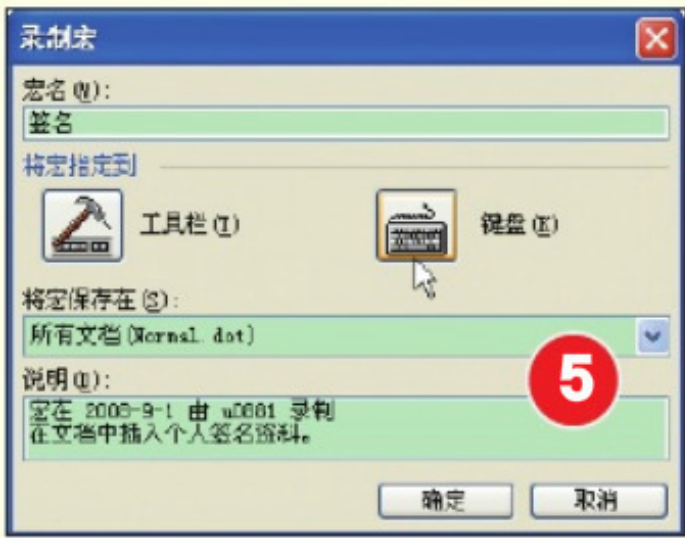 录制宏
宏名(N):
签名
将宏指定到
工具栏(T)
键盘(K)
将宏保存在(S):
所有文档(Normal.dot)
说明(D):
宏在 2008-9-1 由 u0881 录制
在文档中插入个人签名资料。
5
确定
取消